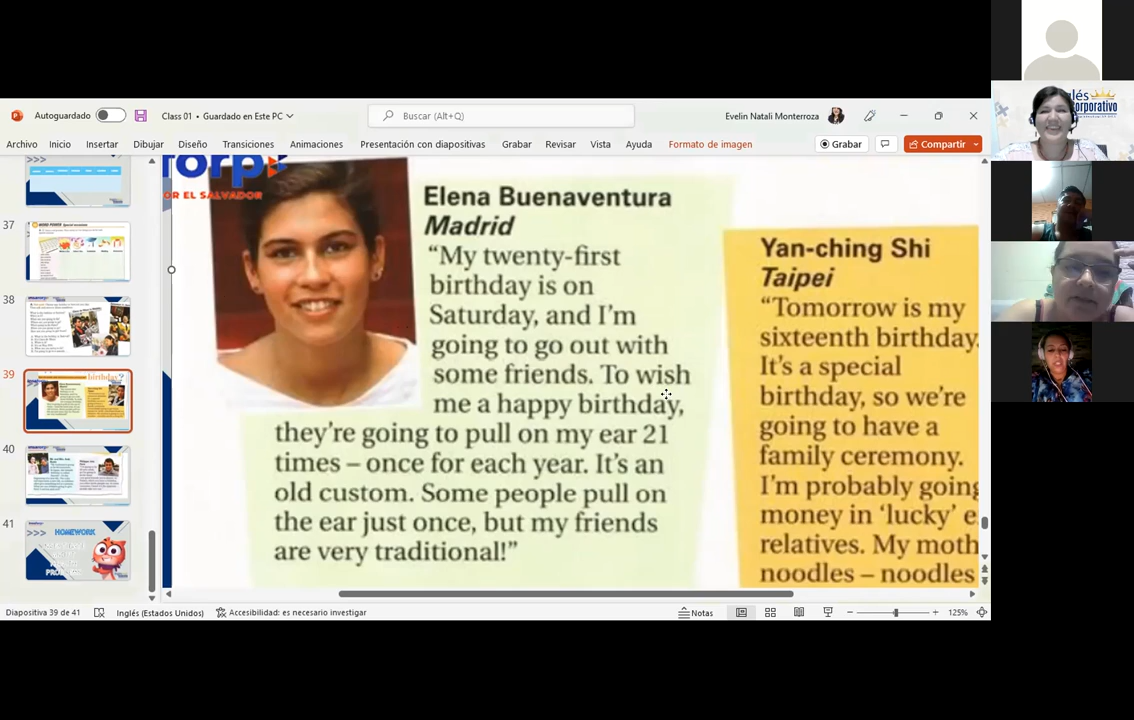 Autoguardado
Class 01 • Guardado en Este PC
Buscar (Alt+Q)
Evelin Natali Monterroza
Archivo Inicio Insertar Dibujar Diseño Transiciones Animaciones Presentación con diapositivas Grabar Revisar Vista Ayuda Formato de imagen
Grabar
Compartir
37
38
39
40
41
HOMEWORK
OR EL SALVADOR
Elena Buenaventura
Madrid
“My twenty-first
birthday is on
Saturday, and I’m
going to go out with
some friends. To wish
me a happy birthday,
they’re going to pull on my ear 21
times – once for each year. It’s an
old custom. Some people pull on
the ear just once, but my friends
are very traditional!”
Yan-ching Shi
Taipei
“Tomorrow is my
sixteenth birthday.
It’s a special
birthday, so we’re
going to have a
family ceremony.
I’m probably going
money in ‘lucky’ e
relatives. My moth
noodles – noodles
Diapositiva 39 de 41
Inglés (Estados Unidos)
Accesibilidad: es necesario investigar
Notas
125%